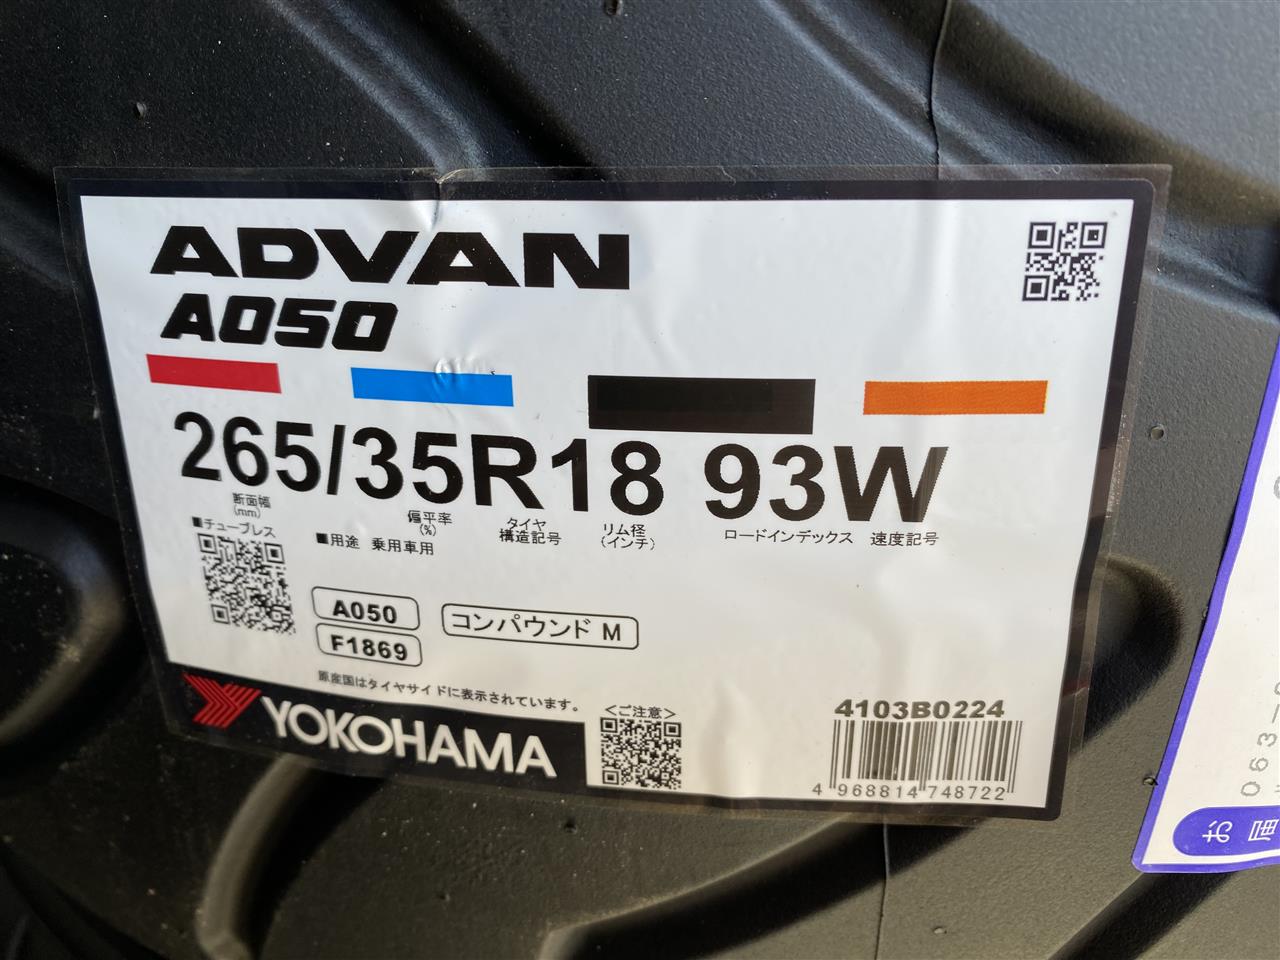 ADVAN
A050
265/35R18 93W
断面幅
(mm)
偏平率
(%)
タイヤ
構造記号
リム径
(インチ)
ロードインデックス
速度記号
■チューブレス
■用途 乗用車用
A050
F1869
コンパウンド M
原産国はタイヤサイドに表示されています。
YOKOHAMA
<ご注意>
4103B0224
4 968814 748722
063-
お届